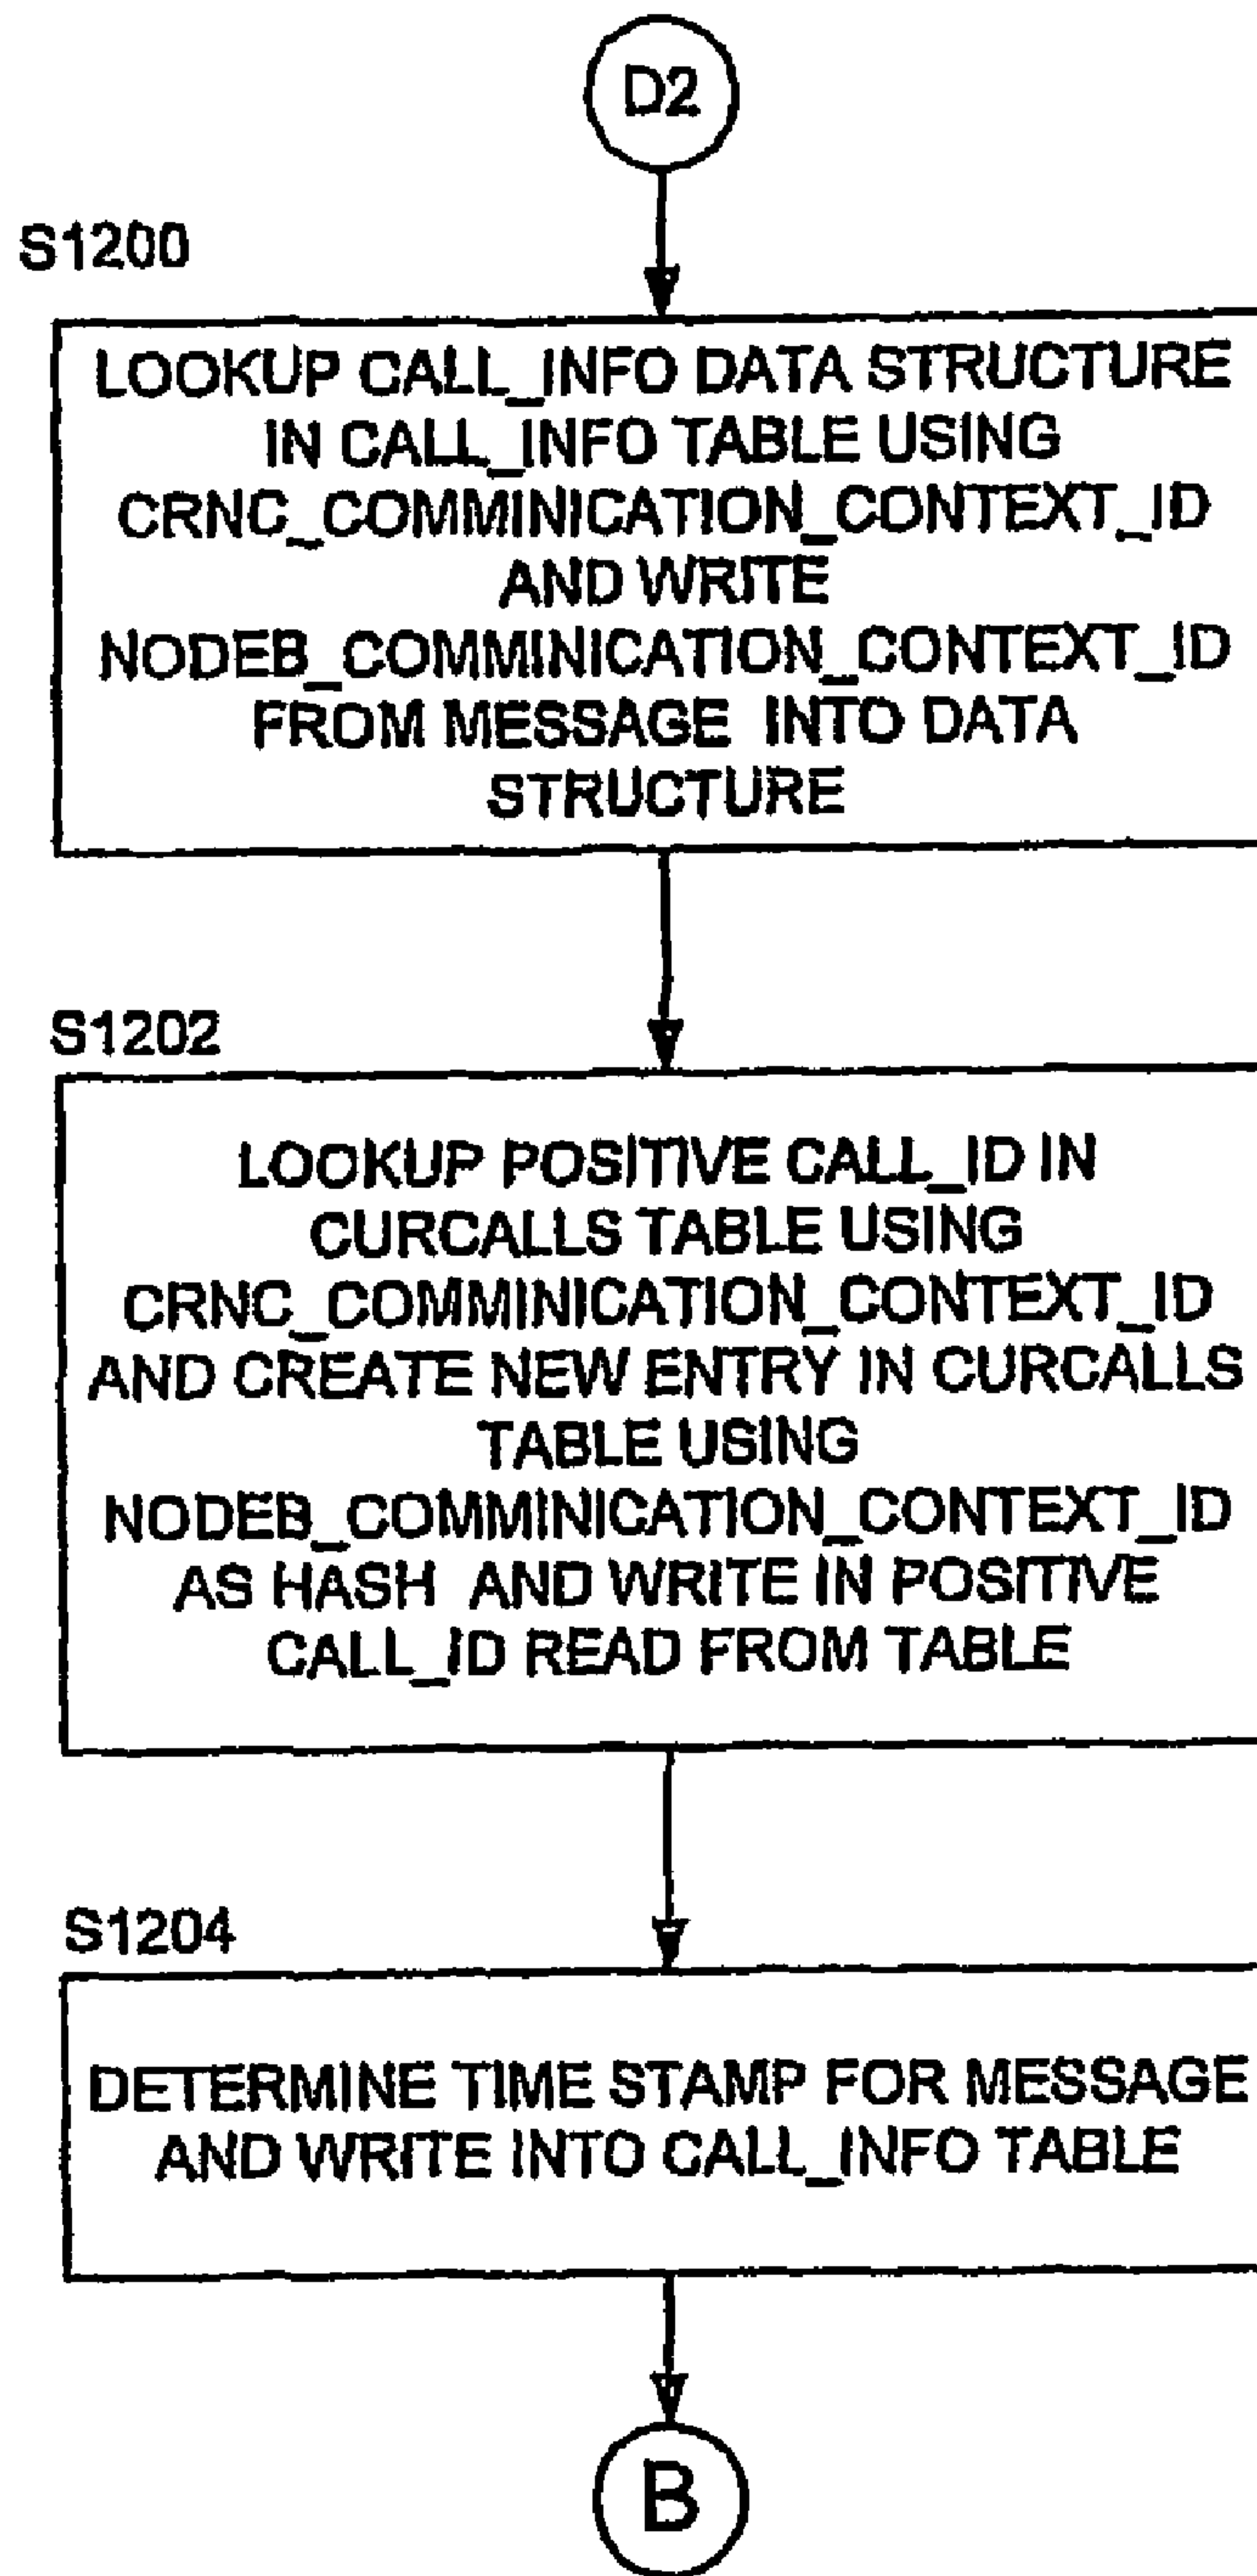 D2
S1200
LOOKUP CALL_INFO DATA STRUCTURE
IN CALL_INFO TABLE USING
CRNC_COMMINICATION_CONTEXT_ID
AND WRITE
NODEB_COMMINICATION_CONTEXT_ID
FROM MESSAGE INTO DATA
STRUCTURE
S1202
LOOKUP POSITIVE CALL_ID IN
CURCALLS TABLE USING
CRNC_COMMINICATION_CONTEXT_ID
AND CREATE NEW ENTRY IN CURCALLS
TABLE USING
NODEB_COMMINICATION_CONTEXT_ID
AS HASH AND WRITE IN POSITIVE
CALL_ID READ FROM TABLE
S1204
DETERMINE TIME STAMP FOR MESSAGE
AND WRITE INTO CALL_INFO TABLE
B